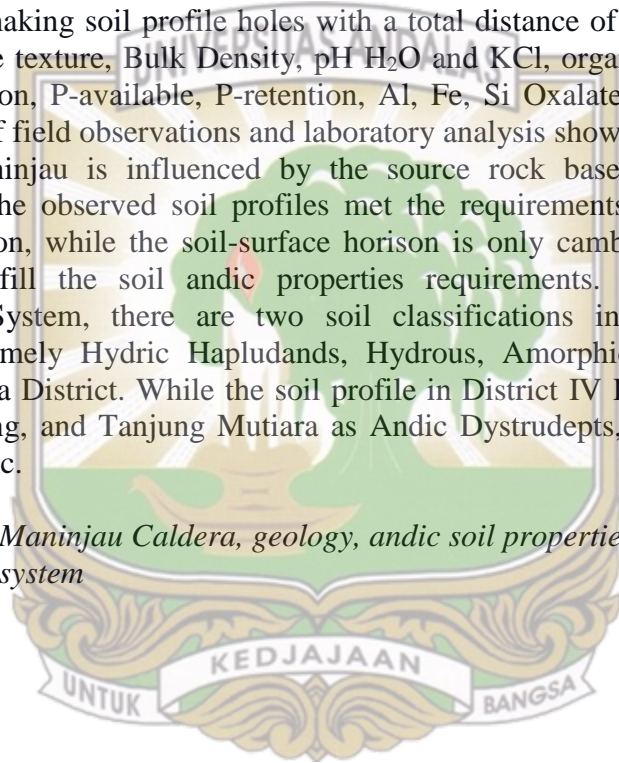 naking soil profile holes with a total distance of
e texture, Bulk Density, pH H₂O and KCl, orga
on, P-available, P-retention, Al, Fe, Si Oxalate
f field observations and laboratory analysis show
ninjau is influenced by the source rock base
he observed soil profiles met the requirements
on, while the soil-surface horison is only camb
fill the soil andic properties requirements.
System, there are two soil classifications in
mely Hydric Hapludands, Hydrous, Amorphi
a District. While the soil profile in District IV
ng, and Tanjung Mutiara as Andic Dystrudepts,
c.
Maninjau Caldera, geology, andic soil propertie
system
UNIVERSITAS ANDALAS
KEDJAJAAN
UNTUK BANGSA